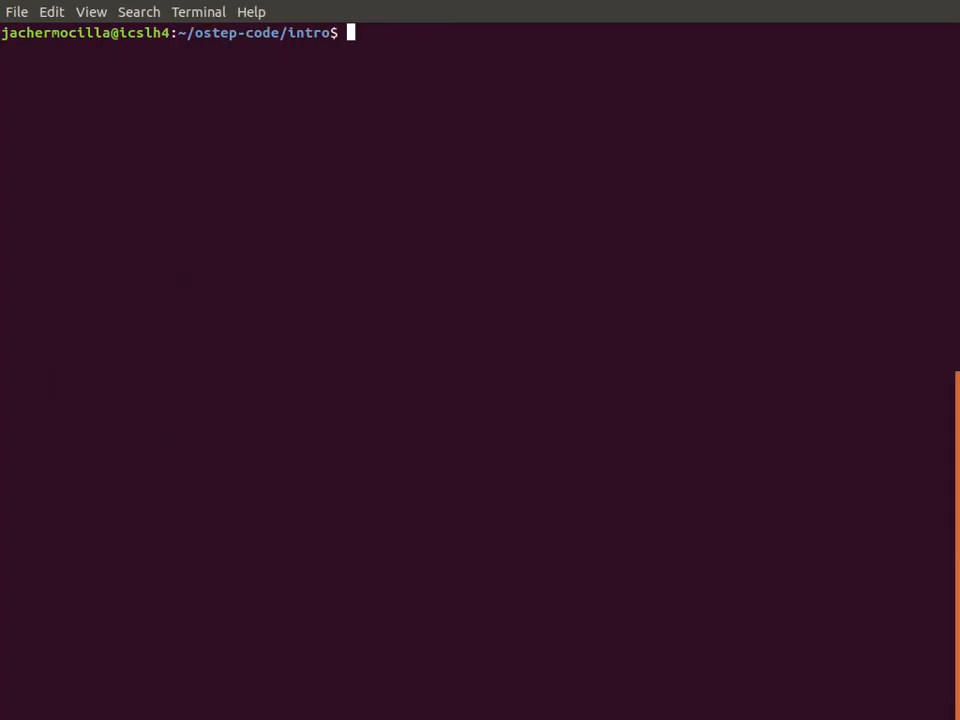 File Edit View Search Terminal Help
jachermocilla@icslh4:~/ostep-code/intro$